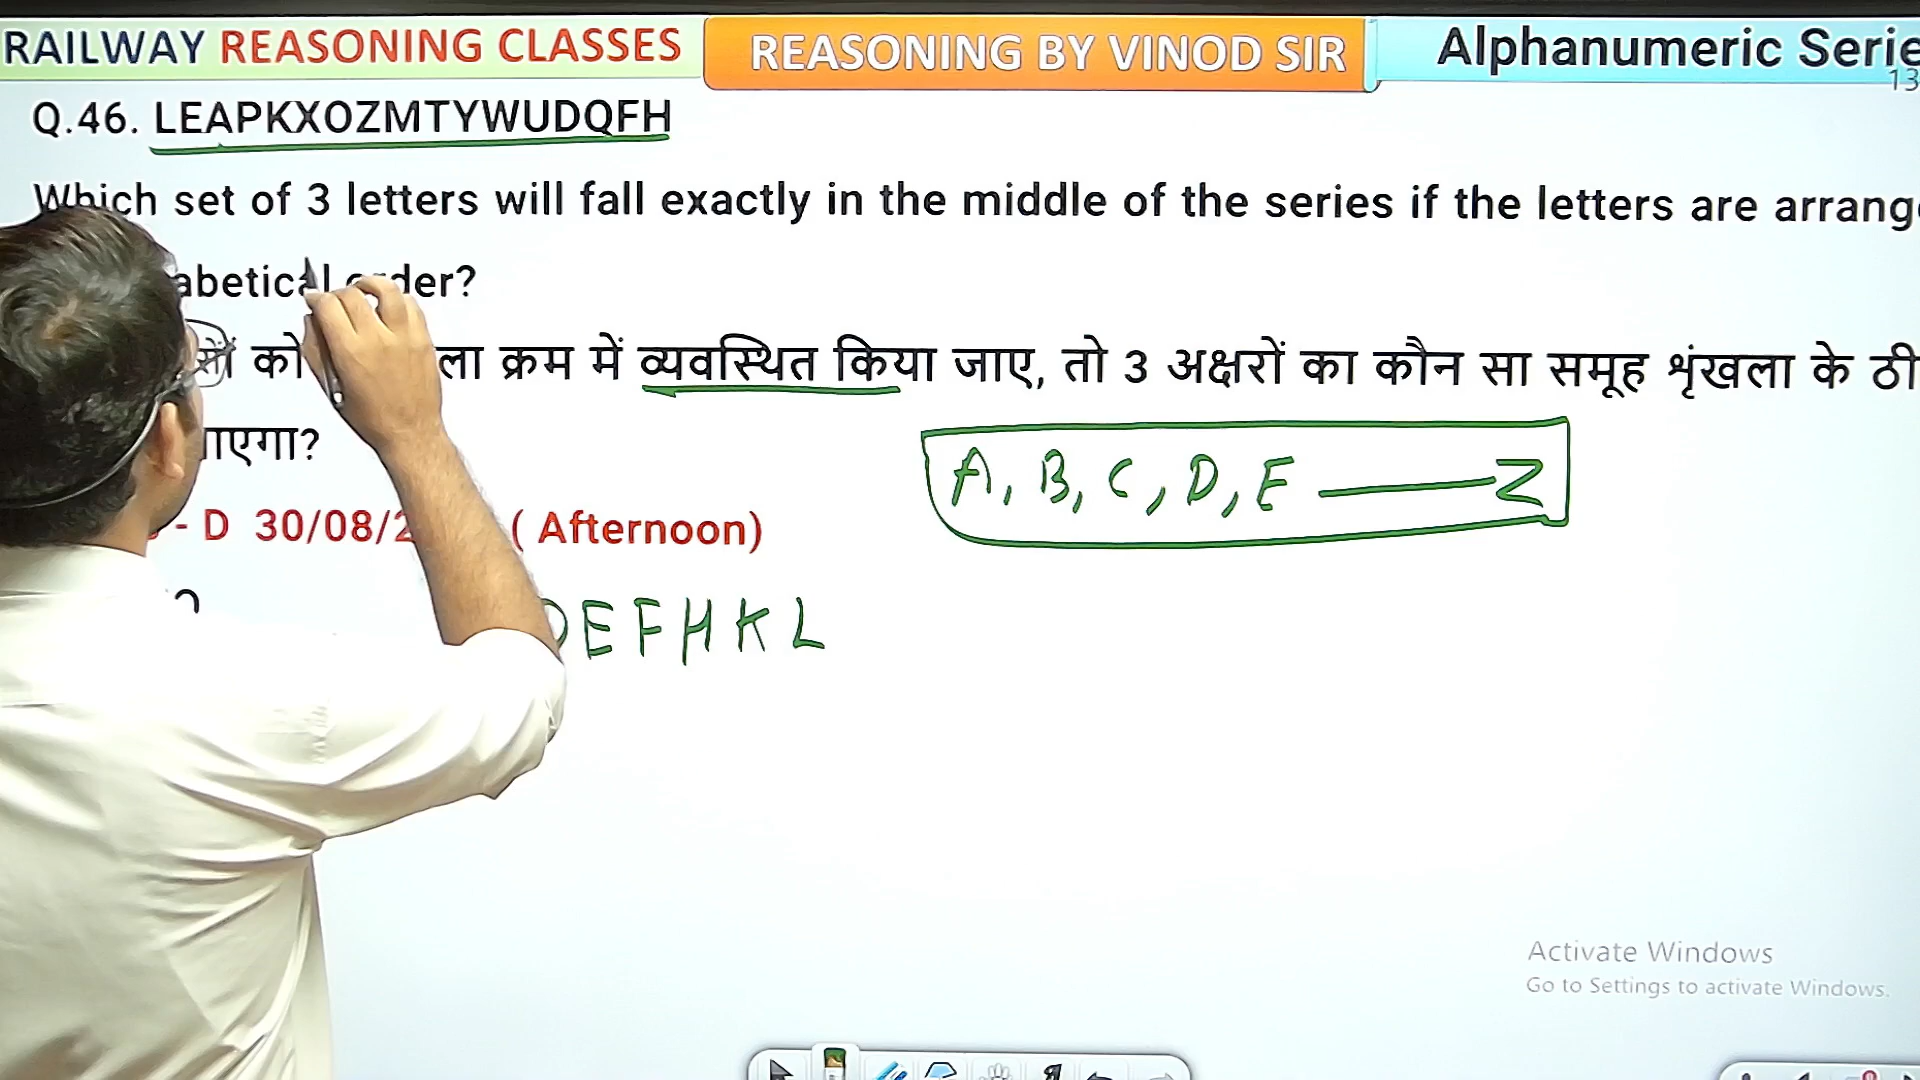 RAILWAY REASONING CLASSES REASONING BY VINOD SIR Alphanumeric Serie
13
Q.46. LEAPKXOZMTYWUDQFH
Which set of 3 letters will fall exactly in the middle of the series if the letters are arrang
abetical order?
को ला क्रम में व्यवस्थित किया जाए, तो 3 अक्षरों का कौन सा समूह शृंखला के ठी
ाएगा?
A, B, C, D, E — Z
- D 30/08/2 ( Afternoon)
D E F H K L
Activate Windows
Go to Settings to activate Windows.